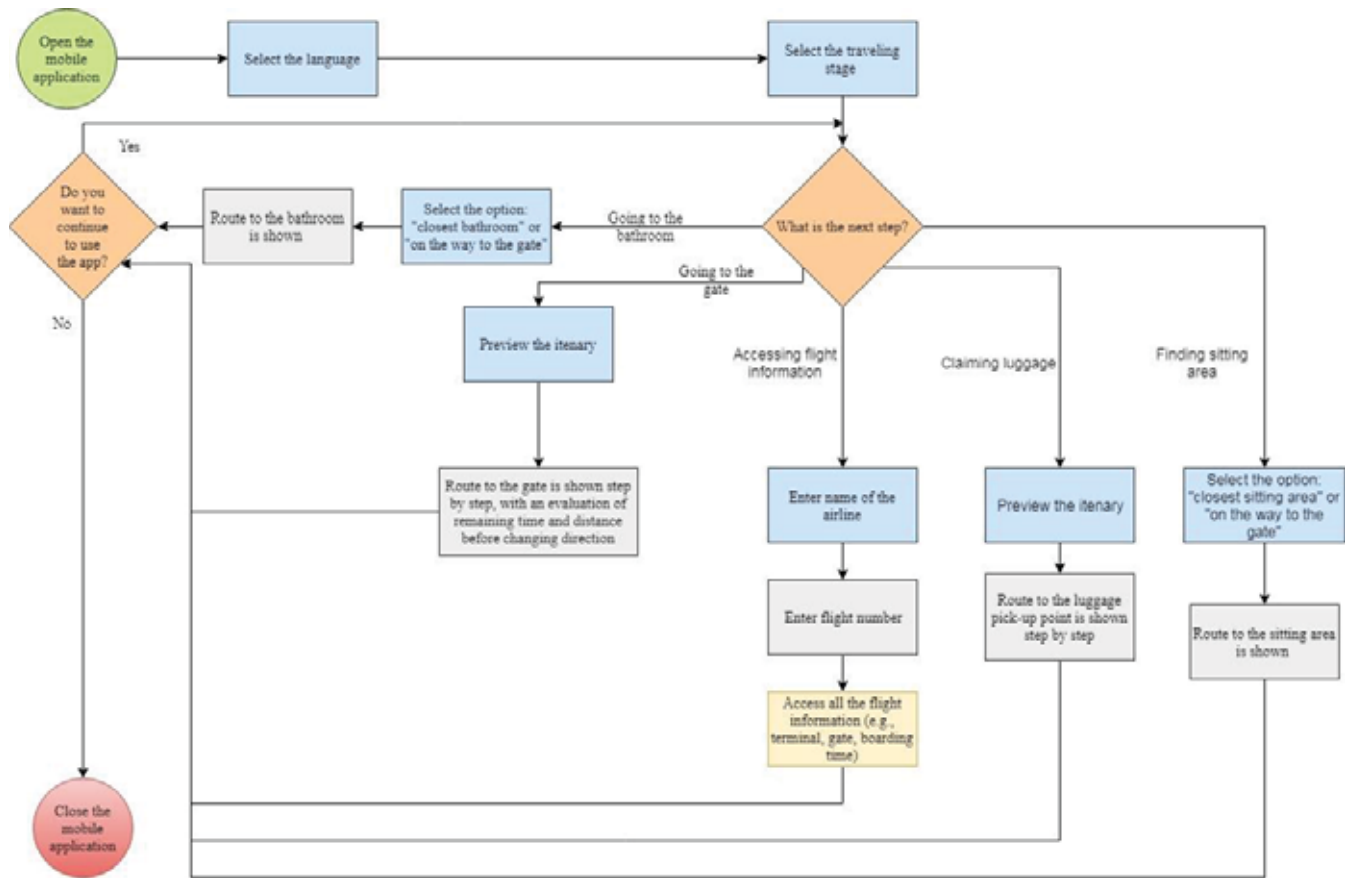 Open the
mobile
application
Select the language
Select the traveling
stage
Yes
Do you
want to
continue
to use
the app?
No
Route to the bathroom
is shown
Select the option:
"closest bathroom" or
"on the way to the gate"
Going to the
bathroom
What is the next step?
Going to the
gate
Preview the itenary
Accessing flight
information
Claiming luggage
Finding sitting
area
Route to the gate is shown step
by step, with an evaluation of
remaining time and distance
before changing direction
Enter name of the
airline
Preview the itenary
Select the option:
"closest sitting area" or
"on the way to the
gate"
Enter flight number
Route to the luggage
pick-up point is shown
step by step
Route to the sitting area
is shown
Access all the flight
information (e.g.,
terminal, gate, boarding
time)
Close the
mobile
application